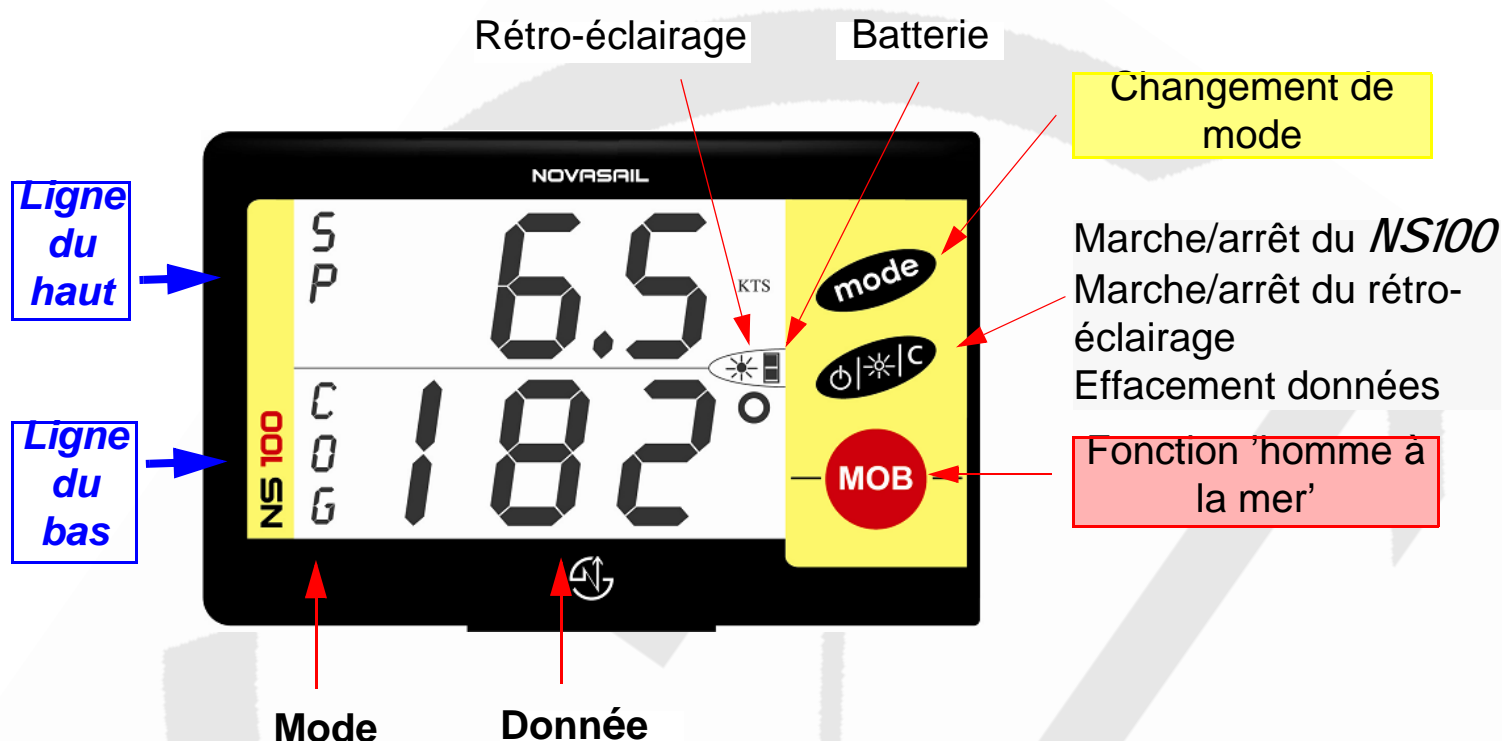 Rétro-éclairage
Batterie
Changement de
mode
Ligne
du
haut
NOVASAIL
SP
6.5
KTS
mode
Marche/arrêt du NS100
Marche/arrêt du rétro-
éclairage
Effacement données
C
Ligne
du
bas
NS 100
COG
182
MOB
Fonction ’homme à
la mer’
Mode
Donnée